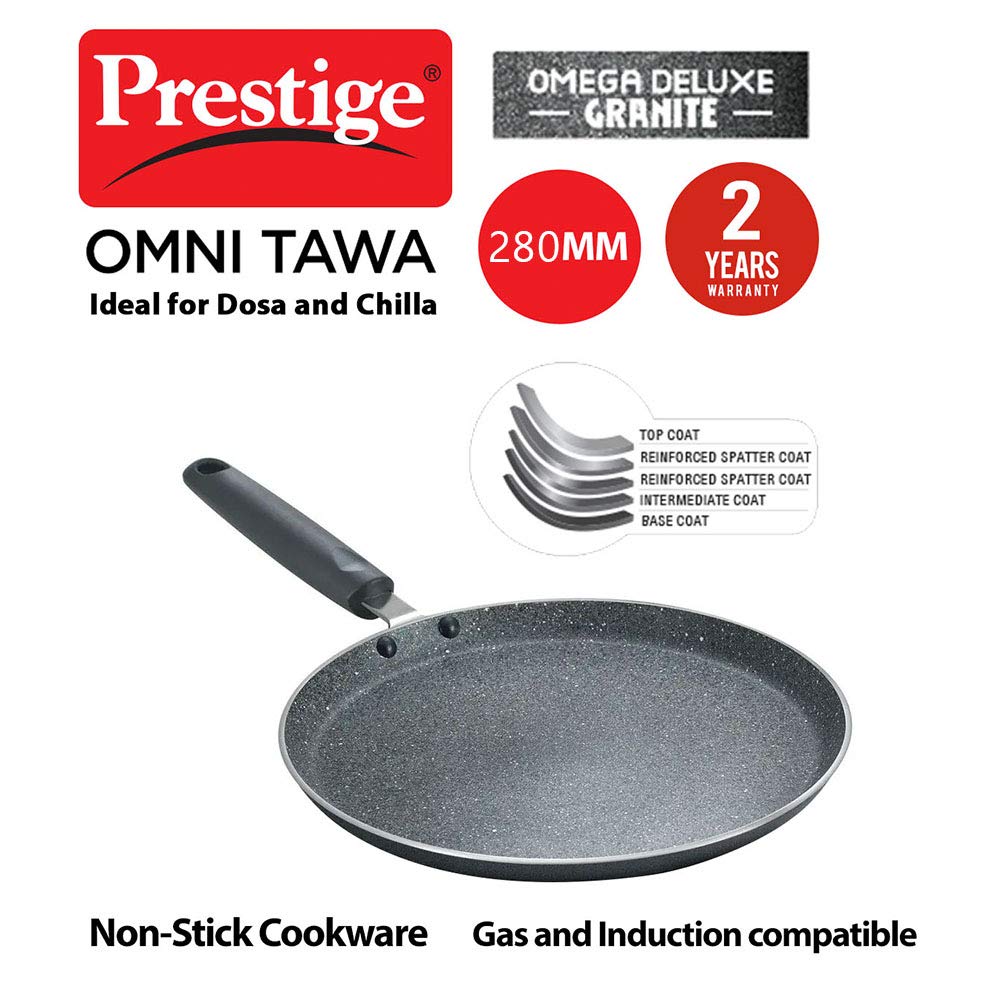 Prestige®
OMEGA DELUXE
GRANITE
OMNI TAWA
Ideal for Dosa and Chilla
280MM
2
YEARS
WARRANTY
TOP COAT
REINFORCED SPATTER COAT
REINFORCED SPATTER COAT
INTERMEDIATE COAT
BASE COAT
Non-Stick Cookware
Gas and Induction compatible